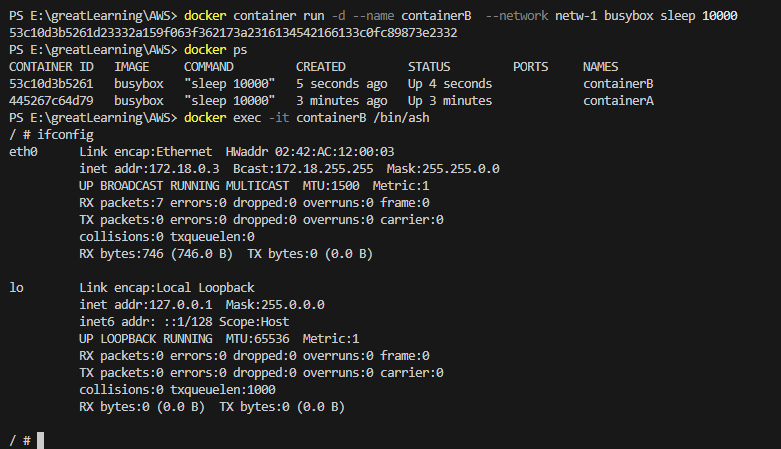 PS E:\greatLearning\AWS> docker container run -d --name containerB  --network netw-1 busybox sleep 10000
53c10d3b5261d23332a159f063f362173a2316134542166133c0fc89873e2332
PS E:\greatLearning\AWS> docker ps
CONTAINER ID   IMAGE     COMMAND         CREATED         STATUS         PORTS     NAMES
53c10d3b5261   busybox   "sleep 10000"   5 seconds ago   Up 4 seconds             containerB
445267c64d79   busybox   "sleep 10000"   3 minutes ago   Up 3 minutes             containerA
PS E:\greatLearning\AWS> docker exec -it containerB /bin/ash
/ # ifconfig
eth0      Link encap:Ethernet  HWaddr 02:42:AC:12:00:03
          inet addr:172.18.0.3  Bcast:172.18.255.255  Mask:255.255.0.0
          UP BROADCAST RUNNING MULTICAST  MTU:1500  Metric:1
          RX packets:7 errors:0 dropped:0 overruns:0 frame:0
          TX packets:0 errors:0 dropped:0 overruns:0 carrier:0
          collisions:0 txqueuelen:0
          RX bytes:746 (746.0 B)  TX bytes:0 (0.0 B)

lo        Link encap:Local Loopback
          inet addr:127.0.0.1  Mask:255.0.0.0
          inet6 addr: ::1/128 Scope:Host
          UP LOOPBACK RUNNING  MTU:65536  Metric:1
          RX packets:0 errors:0 dropped:0 overruns:0 frame:0
          TX packets:0 errors:0 dropped:0 overruns:0 carrier:0
          collisions:0 txqueuelen:1000
          RX bytes:0 (0.0 B)  TX bytes:0 (0.0 B)

/ #